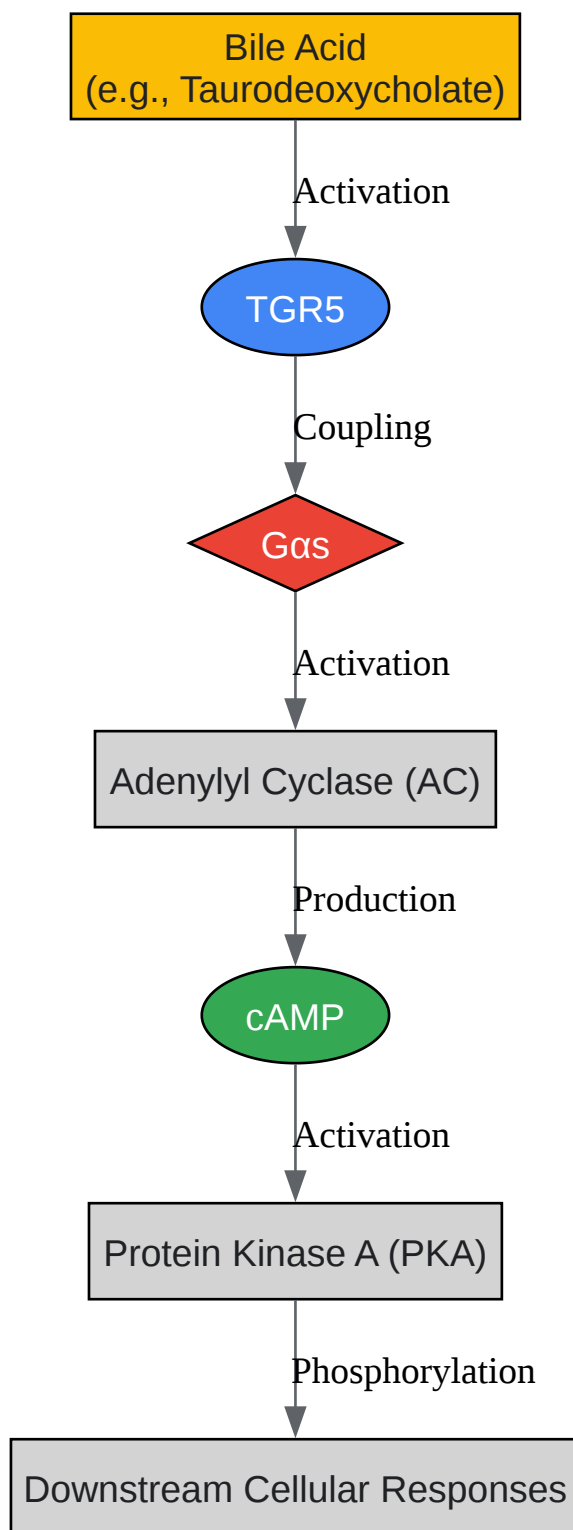 Bile Acid
(e.g., Taurodeoxycholate)
Activation
TGR5
Coupling
Gαs
Activation
Adenylyl Cyclase (AC)
Production
cAMP
Activation
Protein Kinase A (PKA)
Phosphorylation
Downstream Cellular Responses